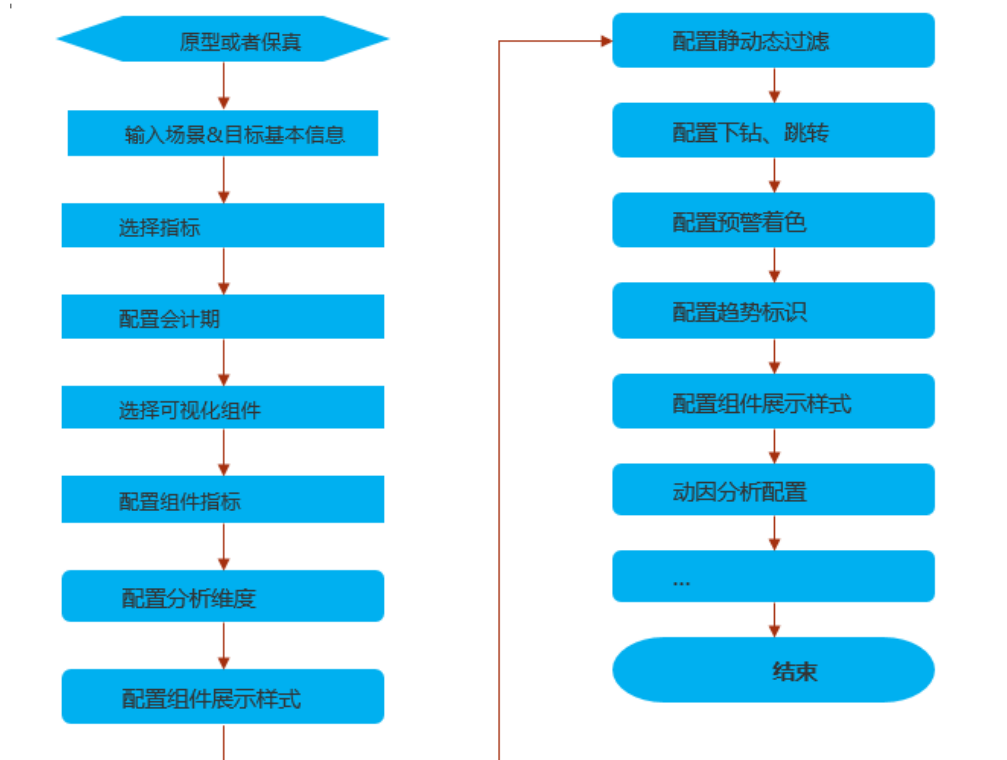 原型或者保真
输入场景&目标基本信息
选择指标
配置会计期
选择可视化组件
配置组件指标
配置分析维度
配置组件展示样式
配置静动态过滤
配置下钻、跳转
配置预警着色
配置趋势标识
配置组件展示样式
动因分析配置
...
结束